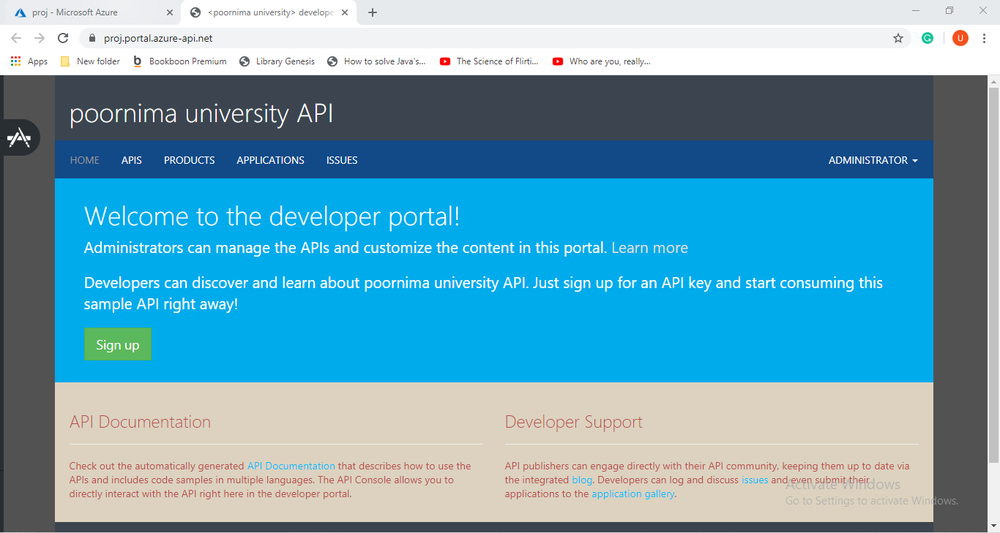 proj - Microsoft Azure
<poornima university> develope
proj.portal.azure-api.net
U
Apps
New folder
b Bookboon Premium
Library Genesis
How to solve Java's...
The Science of Flirti...
Who are you, really...
poornima university API
HOME
APIS
PRODUCTS
APPLICATIONS
ISSUES
ADMINISTRATOR
Welcome to the developer portal!
Administrators can manage the APIs and customize the content in this portal. Learn more
Developers can discover and learn about poornima university API. Just sign up for an API key and start consuming this
sample API right away!
Sign up
API Documentation
Check out the automatically generated API Documentation that describes how to use the
APIs and includes code samples in multiple languages. The API Console allows you to
directly interact with the API right here in the developer portal.
Developer Support
API publishers can engage directly with their API community, keeping them up to date via
the integrated blog. Developers can log and discuss issues and even submit their
applications to the application gallery.
Activate Windows
Go to Settings to activate Windows.